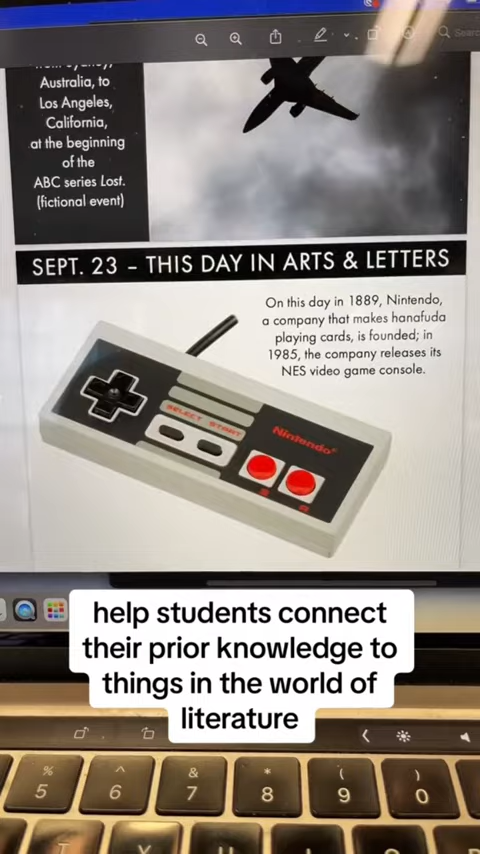 Australia, to
Los Angeles,
California,
at the beginning
of the
ABC series Lost.
(fictional event)
SEPT. 23 – THIS DAY IN ARTS & LETTERS
On this day in 1889, Nintendo,
a company that makes hanafuda
playing cards, is founded; in
1985, the company releases its
NES video game console.
SELECT START
Nintendo
B A
help students connect
their prior knowledge to
things in the world of
literature
% ^ & * ( )
5 6 7 8 9 0